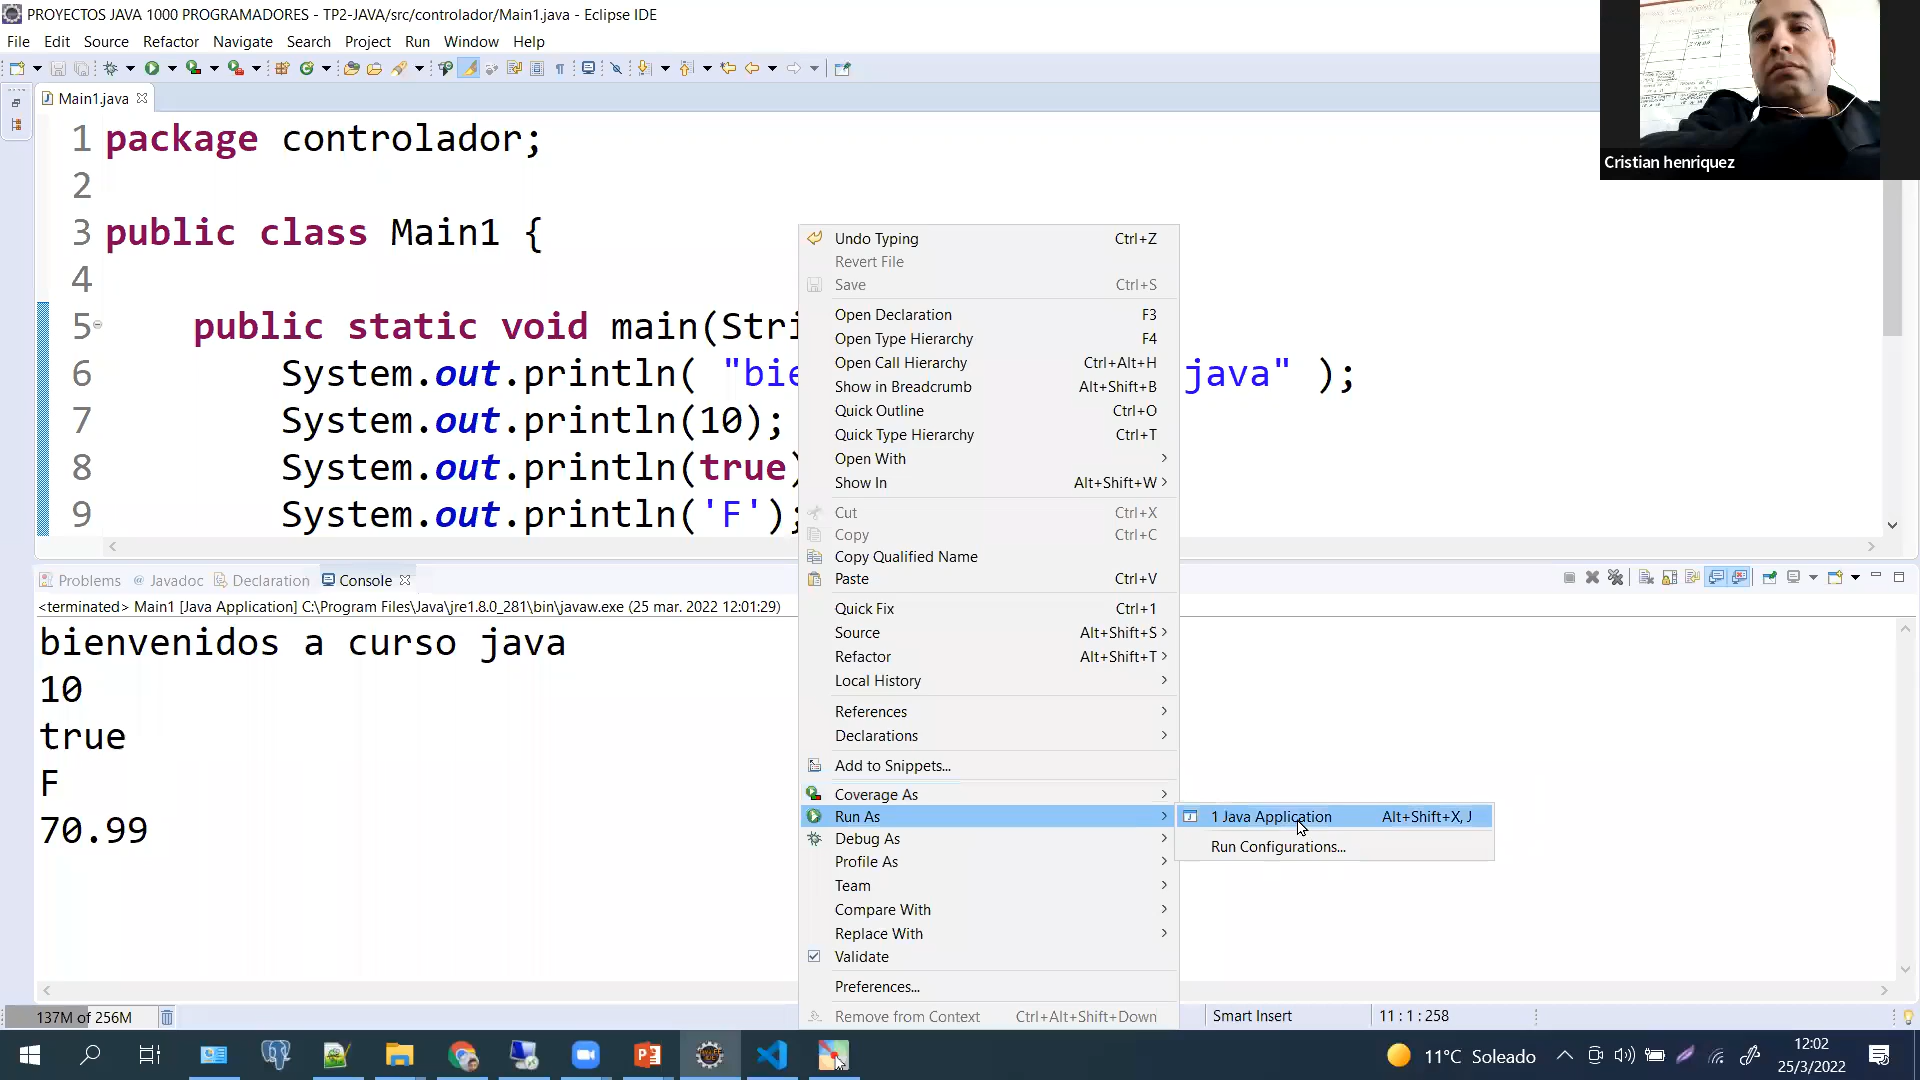 PROYECTOS JAVA 1000 PROGRAMADORES - TP2-JAVA/src/controlador/Main1.java - Eclipse IDE
File Edit Source Refactor Navigate Search Project Run Window Help
Main1.java
1 package controlador;
2
3 public class Main1 {
4
5 public static void main(Stri
6 System.out.println( "bie java" );
7 System.out.println(10);
8 System.out.println(true)
9 System.out.println('F');
Cristian henriquez
Undo Typing Ctrl+Z
Revert File
Save Ctrl+S
Open Declaration F3
Open Type Hierarchy F4
Open Call Hierarchy Ctrl+Alt+H
Show in Breadcrumb Alt+Shift+B
Quick Outline Ctrl+O
Quick Type Hierarchy Ctrl+T
Open With
Show In Alt+Shift+W
Cut Ctrl+X
Copy Ctrl+C
Copy Qualified Name
Paste Ctrl+V
Quick Fix Ctrl+1
Source Alt+Shift+S
Refactor Alt+Shift+T
Local History
References
Declarations
Add to Snippets...
Coverage As
Run As
Debug As
Profile As
Team
Compare With
Replace With
Validate
Preferences...
Remove from Context Ctrl+Alt+Shift+Down
1 Java Application Alt+Shift+X, J
Run Configurations...
Problems @ Javadoc Declaration Console
<terminated> Main1 [Java Application] C:\Program Files\Java\jre1.8.0_281\bin\javaw.exe (25 mar. 2022 12:01:29)
bienvenidos a curso java
10
true
F
70.99
137M of 256M
Smart Insert 11 : 1 : 258
11°C Soleado
12:02
25/3/2022